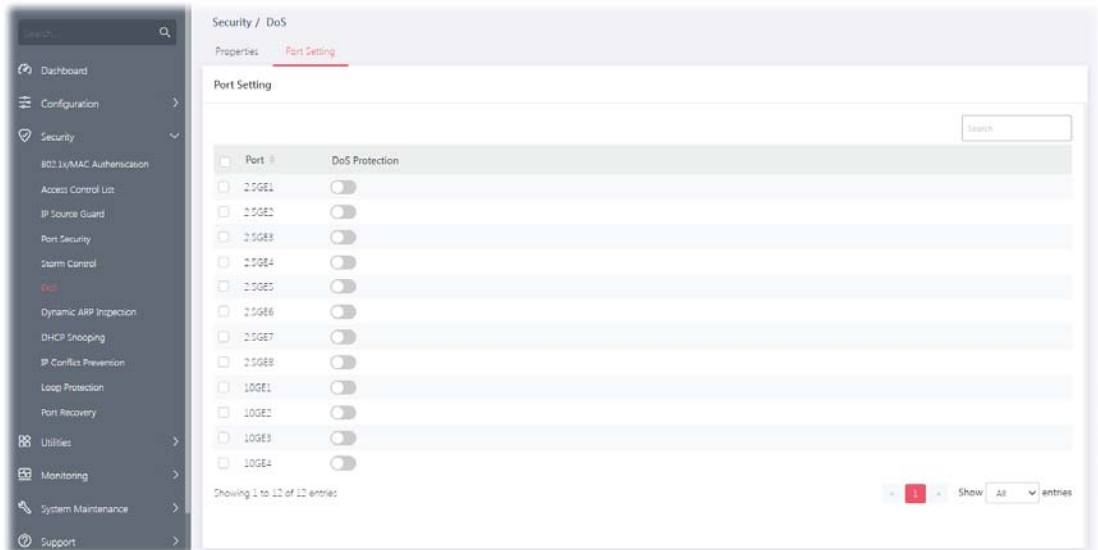 Search...
Dashboard
Configuration
Security
802.1x/MAC Authentication
Access Control List
IP Source Guard
Port Security
Storm Control
DoS
Dynamic ARP Inspection
DHCP Snooping
IP Conflict Prevention
Loop Protection
Port Recovery
Utilities
Monitoring
System Maintenance
Support
Security / DoS
Properties Port Setting
Port Setting
Search
Port DoS Protection
2.5GE1
2.5GE2
2.5GE3
2.5GE4
2.5GE5
2.5GE6
2.5GE7
2.5GE8
10GE1
10GE2
10GE3
10GE4
Showing 1 to 12 of 12 entries
« 1 » Show All entries